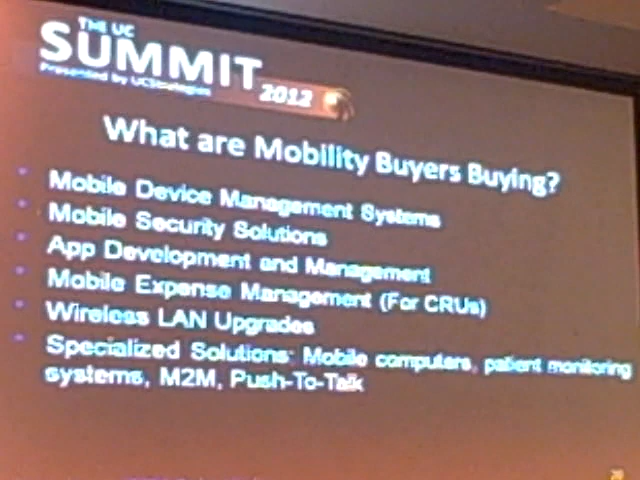 THE UC
SUMMIT
Presented by UCStrategies
2012
What are Mobility Buyers Buying?
Mobile Device Management Systems
Mobile Security Solutions
App Development and Management
Mobile Expense Management (For CRUs)
Wireless LAN Upgrades
Specialized Solutions: Mobile computers, patient monitoring
systems, M2M, Push-To-Talk